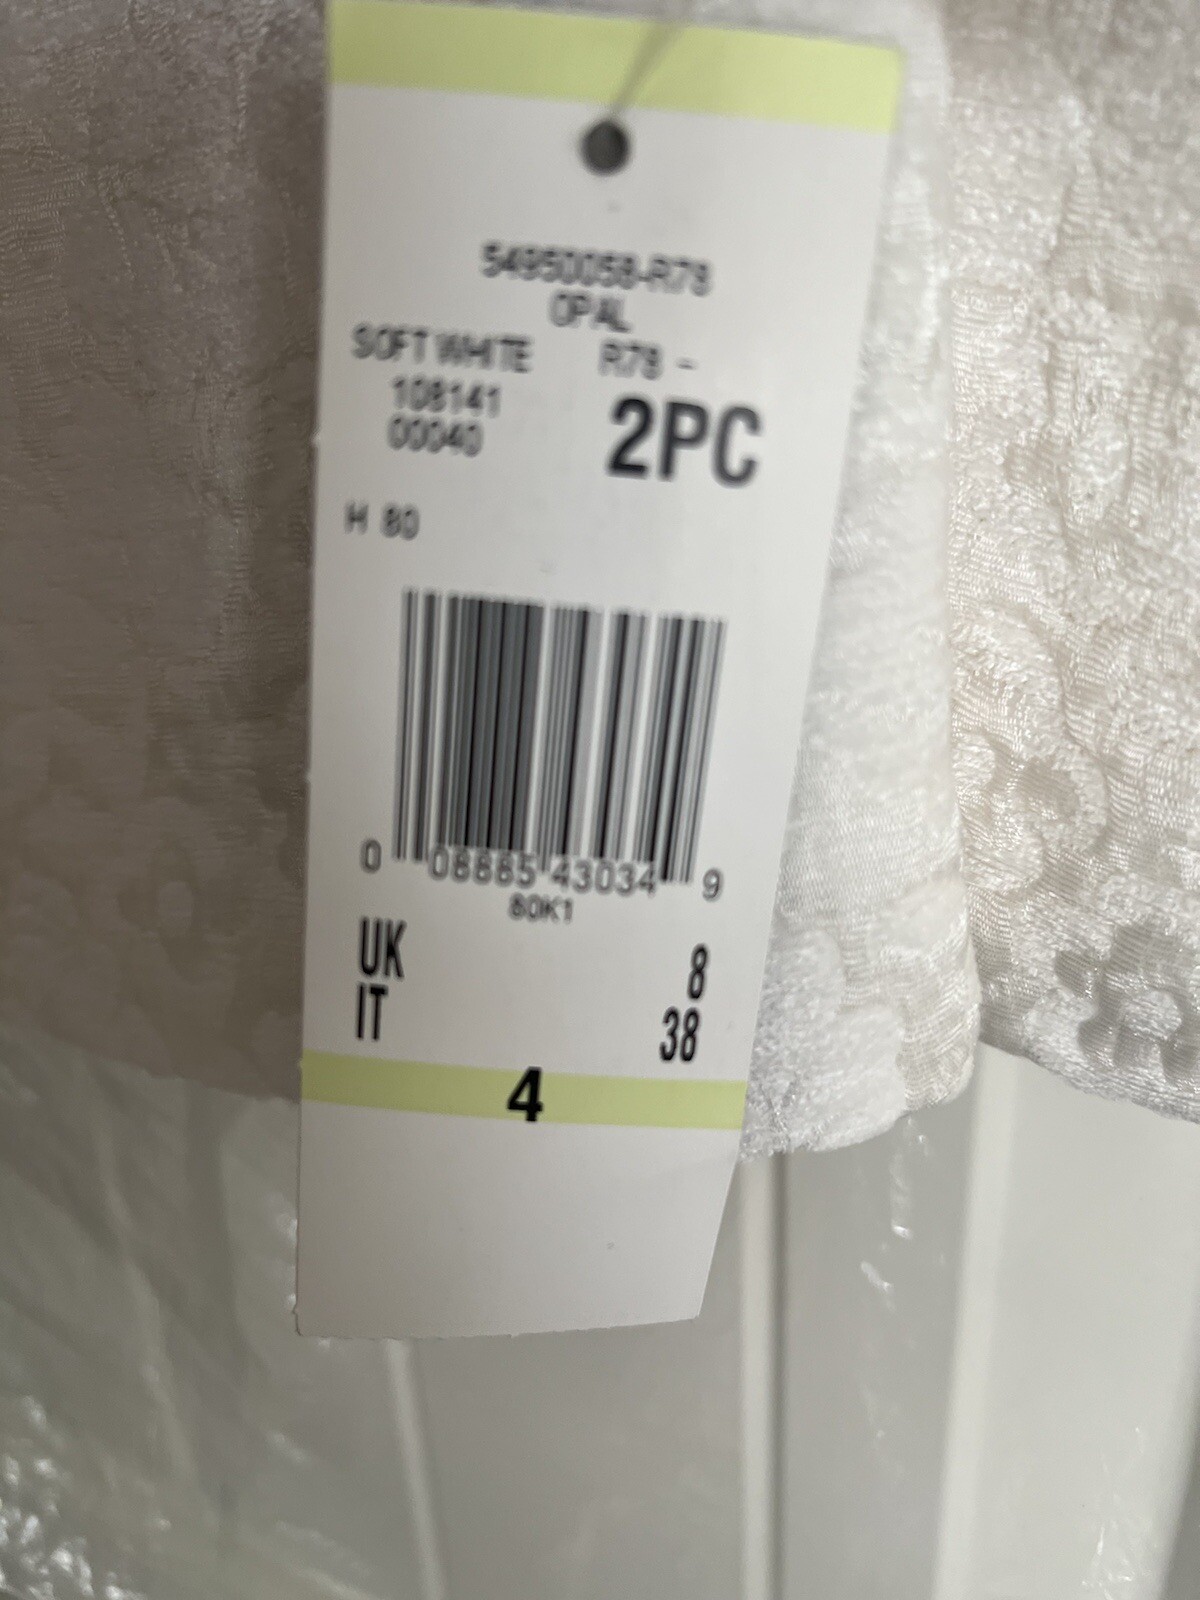 54950058-R78
OPAL
SOFT WHITE R78 -
108141
00040
2PC
H 80
0 08885 43034 9
80K1
UK 8
IT 38
4